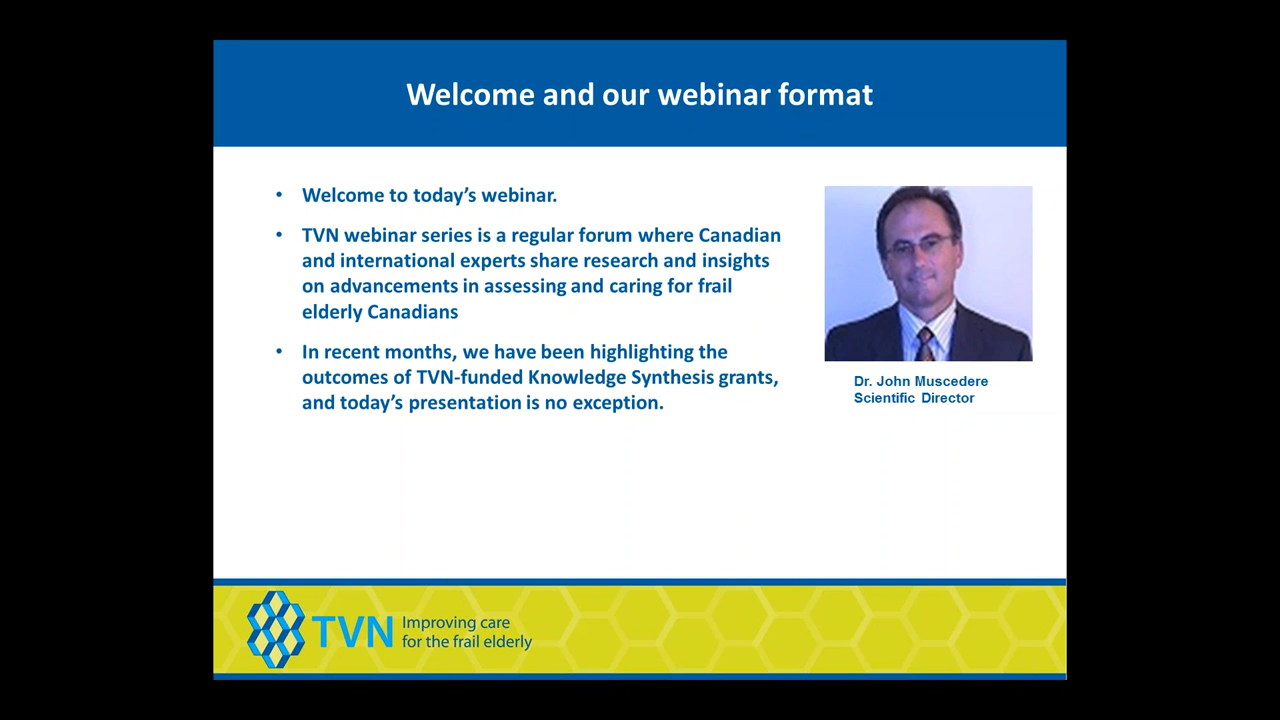 Welcome and our webinar format
• Welcome to today’s webinar.
• TVN webinar series is a regular forum where Canadian
and international experts share research and insights
on advancements in assessing and caring for frail
elderly Canadians
• In recent months, we have been highlighting the
outcomes of TVN-funded Knowledge Synthesis grants,
and today’s presentation is no exception.
Dr. John Muscedere
Scientific Director
TVN Improving care
for the frail elderly